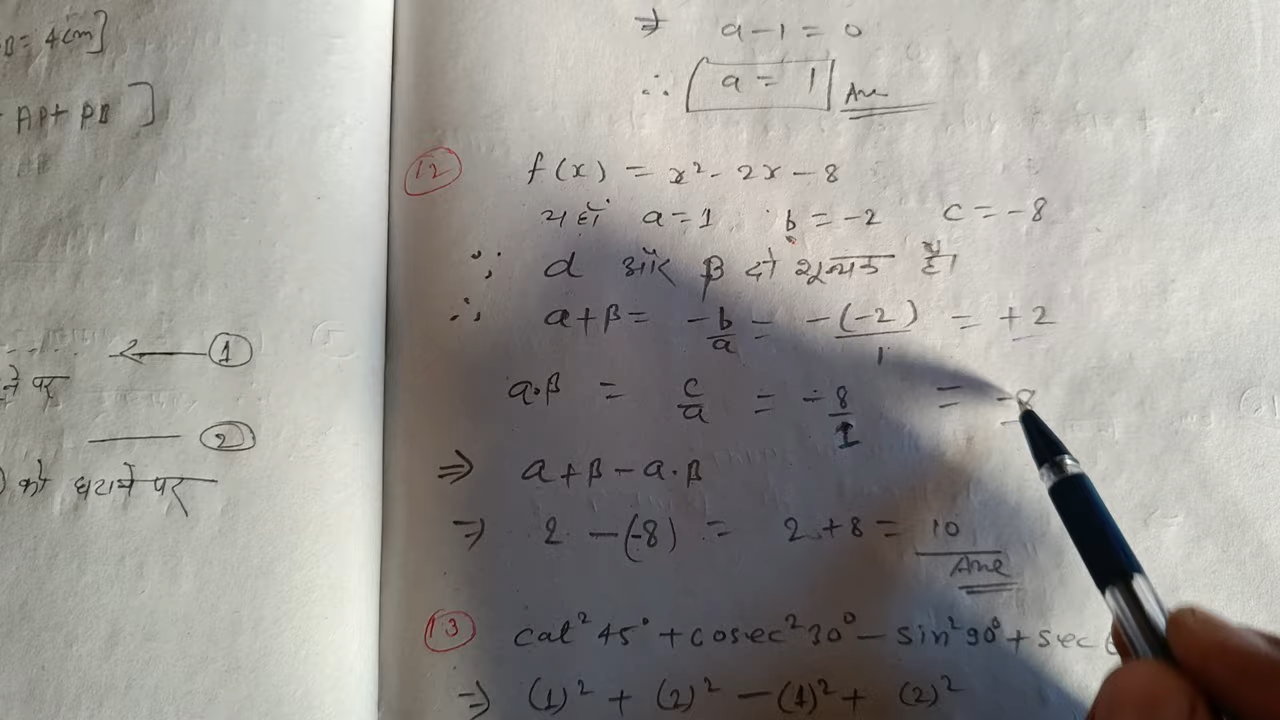 B = 4cm]
AP + PB ]
← ①
ने पर
②
) को घटाने पर
⇒ a - 1 = 0
∴ [a = 1] Ans
12 f(x) = x² - 2x - 8
यहाँ a = 1 b = -2 c = -8
∵ α और β दो शून्यक हैं।
∴ α + β = -b/a = -(-2)/1 = +2
α·β = c/a = -8/1 = -8
⇒ α + β - α·β
⇒ 2 - (-8) = 2 + 8 = 10 Ans
13 cot² 45° + cosec² 30° - sin² 90° + sec
⇒ (1)² + (2)² - (1)² + (2)²